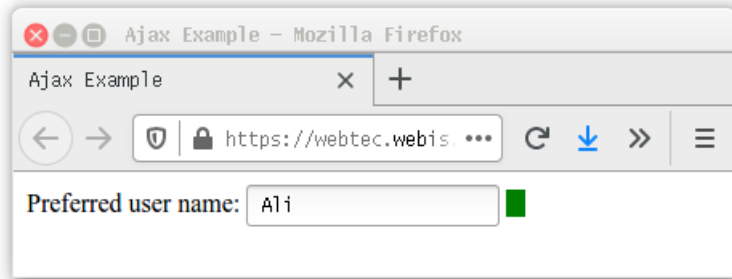 Ajax Example – Mozilla Firefox
Ajax Example
https://webtec.webis.
Preferred user name: Ali